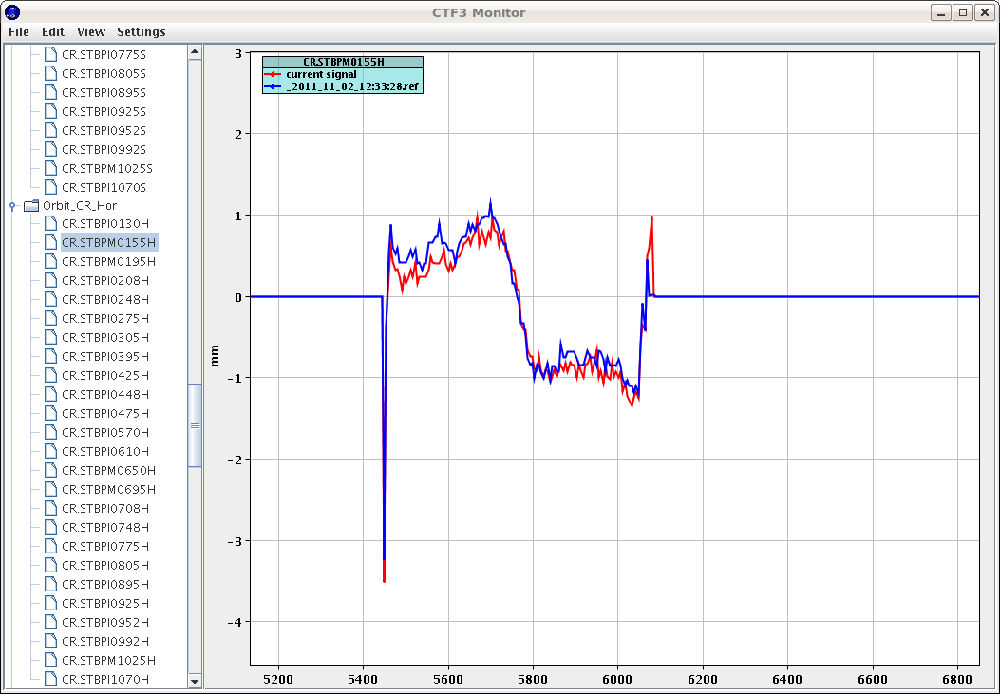 CTF3 Monitor
File Edit View Settings
CR.STBPI0775S
CR.STBPI0805S
CR.STBPI0895S
CR.STBPI0925S
CR.STBPI0952S
CR.STBPI0992S
CR.STBPM1025S
CR.STBPI1070S
Orbit_CR_Hor
CR.STBPI0130H
CR.STBPM0155H
CR.STBPM0195H
CR.STBPI0208H
CR.STBPI0248H
CR.STBPI0275H
CR.STBPI0305H
CR.STBPI0395H
CR.STBPI0425H
CR.STBPI0448H
CR.STBPI0475H
CR.STBPI0570H
CR.STBPI0610H
CR.STBPM0650H
CR.STBPM0695H
CR.STBPI0708H
CR.STBPI0748H
CR.STBPI0775H
CR.STBPI0805H
CR.STBPI0895H
CR.STBPI0925H
CR.STBPI0952H
CR.STBPI0992H
CR.STBPM1025H
CR.STBPI1070H
CR.STBPM0155H
current signal
_2011_11_02_12:33:28.ref
3
2
1
0
-1
-2
-3
-4
mm
5200 5400 5600 5800 6000 6200 6400 6600 6800